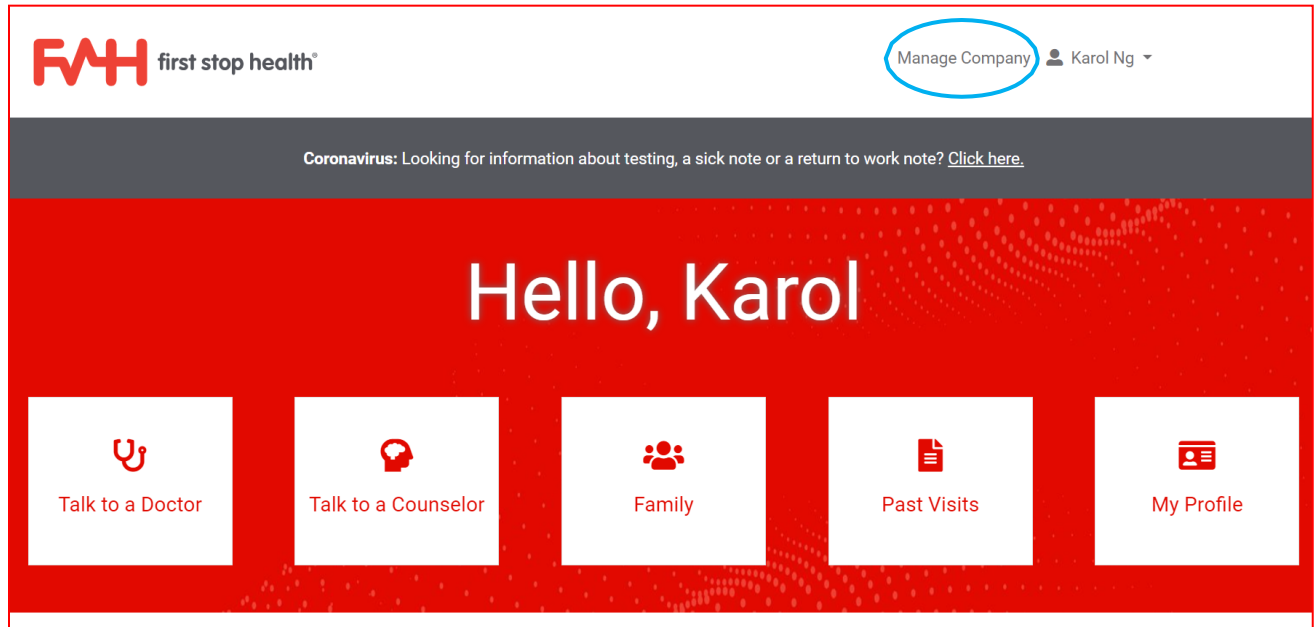 FAH first stop health®
Manage Company Karol Ng
Coronavirus: Looking for information about testing, a sick note or a return to work note? Click here.
Hello, Karol
Talk to a Doctor
Talk to a Counselor
Family
Past Visits
My Profile